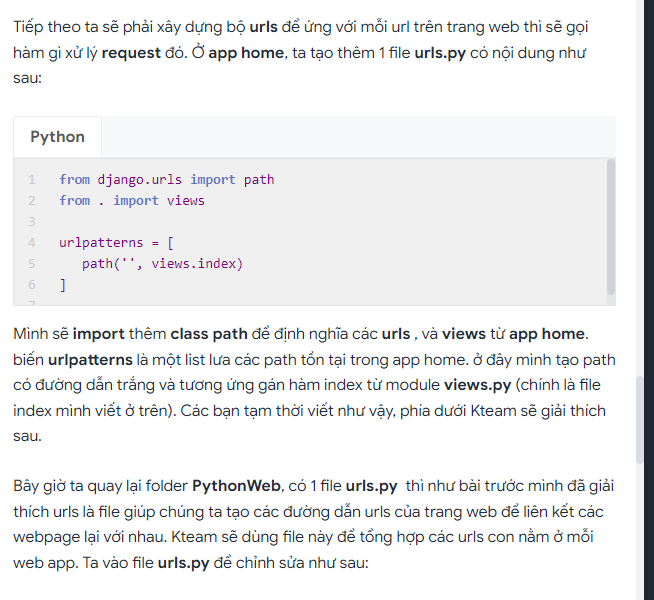 Tiếp theo ta sẽ phải xây dựng bộ urls để ứng với mỗi url trên trang web thì sẽ gọi
hàm gì xử lý request đó. Ở app home, ta tạo thêm 1 file urls.py có nội dung như
sau:
Python
1 from django.urls import path
2 from . import views
3
4 urlpatterns = [
5 path('', views.index)
6 ]
7
Mình sẽ import thêm class path để định nghĩa các urls , và views từ app home.
biến urlpatterns là một list lưa các path tồn tại trong app home. ở đây mình tạo path
có đường dẫn trắng và tương ứng gán hàm index từ module views.py (chính là file
index mình viết ở trên). Các bạn tạm thời viết như vậy, phía dưới Kteam sẽ giải thích
sau.
Bây giờ ta quay lại folder PythonWeb, có 1 file urls.py thì như bài trước mình đã giải
thích urls là file giúp chúng ta tạo các đường dẫn urls của trang web để liên kết các
webpage lại với nhau. Kteam sẽ dùng file này để tổng hợp các urls con nằm ở mỗi
web app. Ta vào file urls.py để chỉnh sửa như sau: